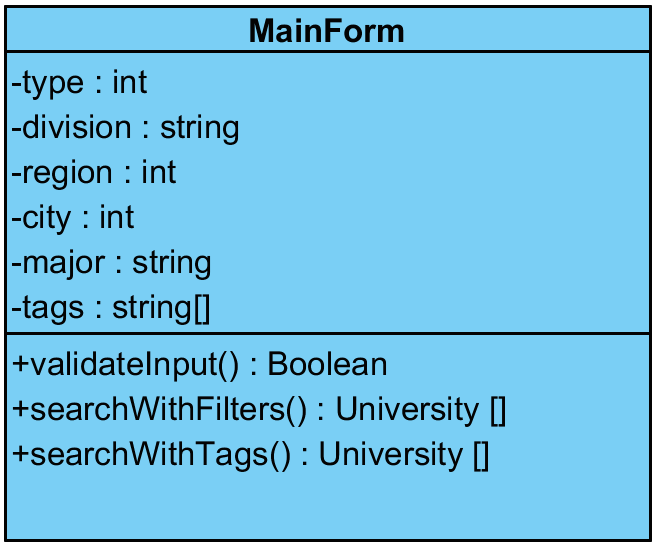 MainForm
-type : int
-division : string
-region : int
-city : int
-major : string
-tags : string[]
+validateInput() : Boolean
+searchWithFilters() : University []
+searchWithTags() : University []